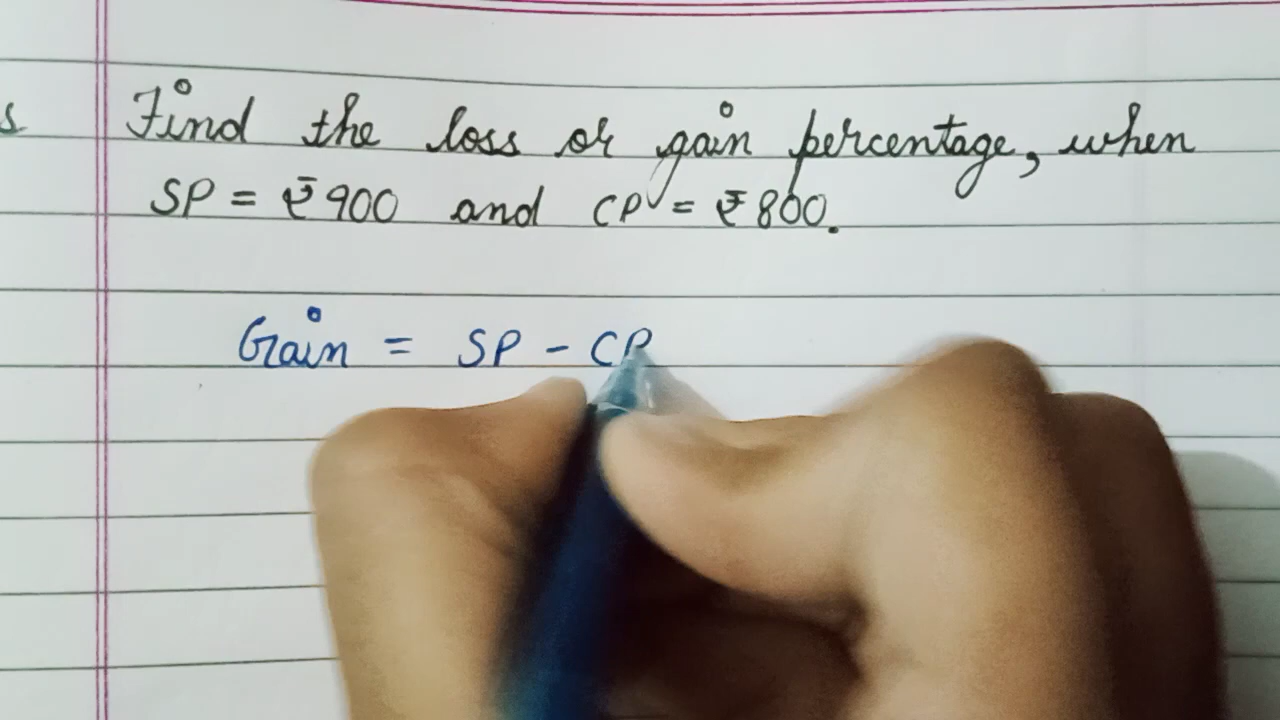 s
Find the loss or gain percentage, when
SP = ₹900 and CP = ₹800.
Gain = SP - CP